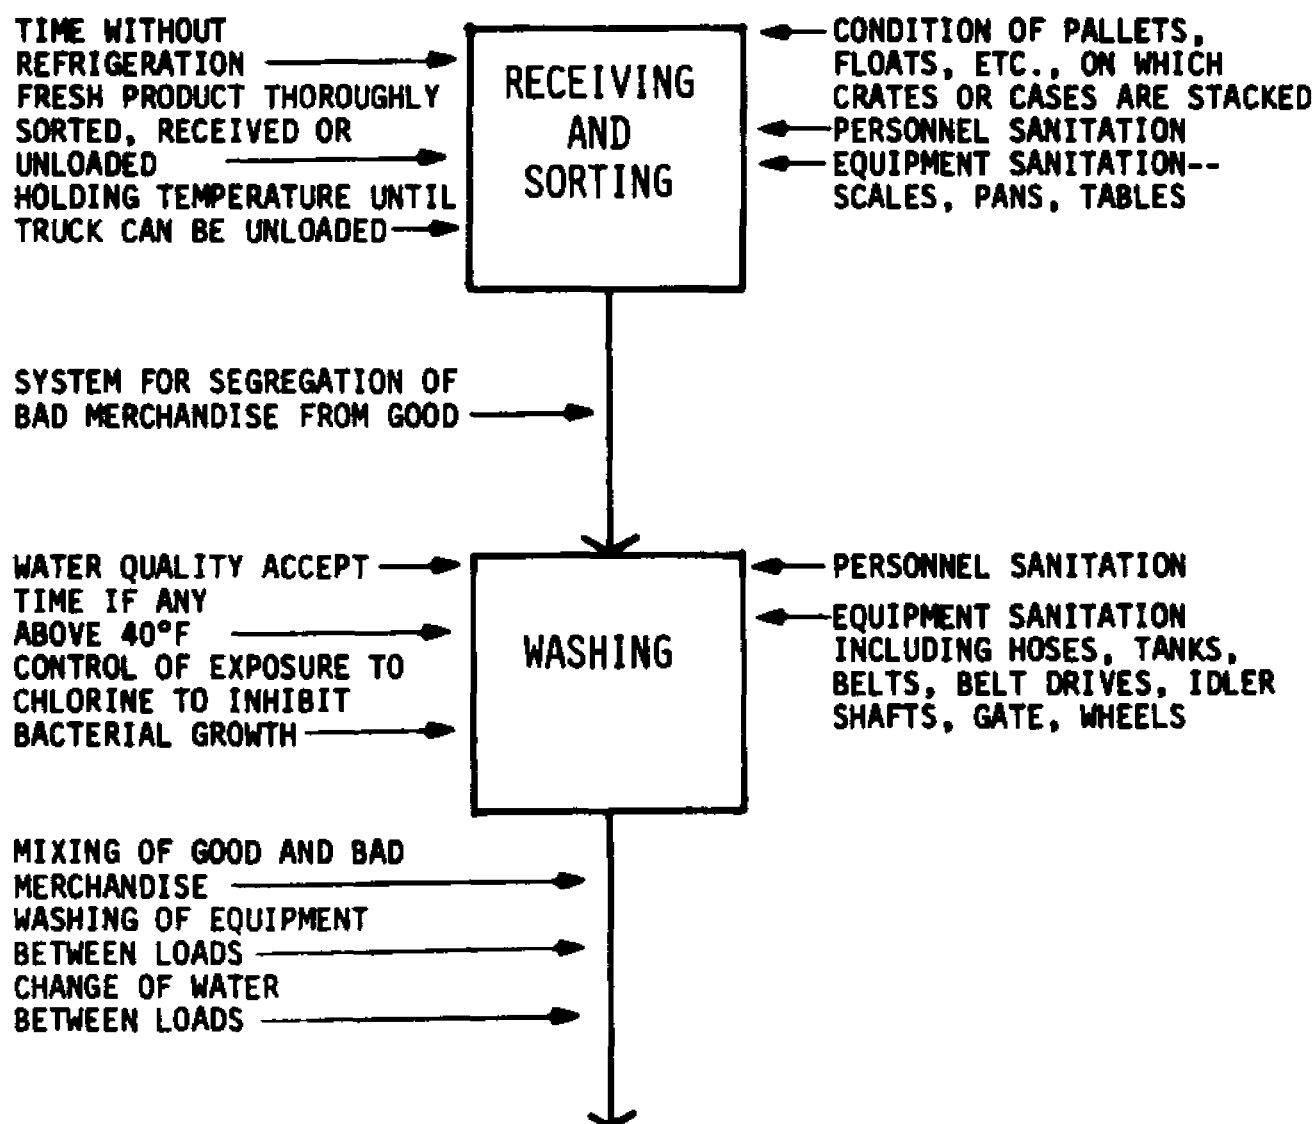 TIME WITHOUT
REFRIGERATION
FRESH PRODUCT THOROUGHLY
SORTED, RECEIVED OR
UNLOADED
HOLDING TEMPERATURE UNTIL
TRUCK CAN BE UNLOADED
RECEIVING
AND
SORTING
CONDITION OF PALLETS,
FLOATS, ETC., ON WHICH
CRATES OR CASES ARE STACKED
PERSONNEL SANITATION
EQUIPMENT SANITATION--
SCALES, PANS, TABLES
SYSTEM FOR SEGREGATION OF
BAD MERCHANDISE FROM GOOD
WATER QUALITY ACCEPT
TIME IF ANY
ABOVE 40°F
CONTROL OF EXPOSURE TO
CHLORINE TO INHIBIT
BACTERIAL GROWTH
WASHING
PERSONNEL SANITATION
EQUIPMENT SANITATION
INCLUDING HOSES, TANKS,
BELTS, BELT DRIVES, IDLER
SHAFTS, GATE, WHEELS
MIXING OF GOOD AND BAD
MERCHANDISE
WASHING OF EQUIPMENT
BETWEEN LOADS
CHANGE OF WATER
BETWEEN LOADS